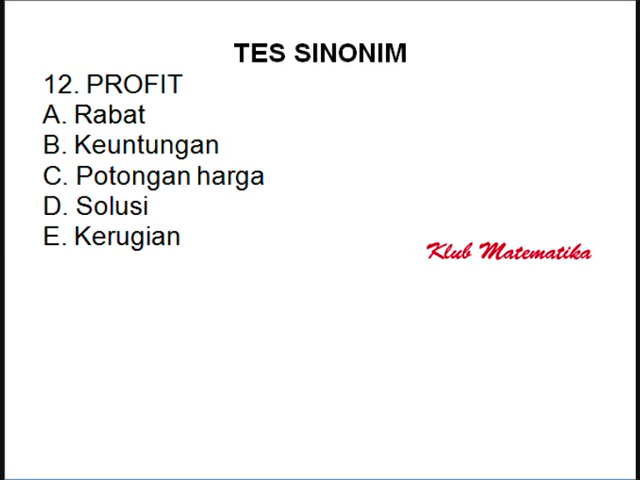 TES SINONIM
12. PROFIT
A. Rabat
B. Keuntungan
C. Potongan harga
D. Solusi
E. Kerugian
Klub Matematika